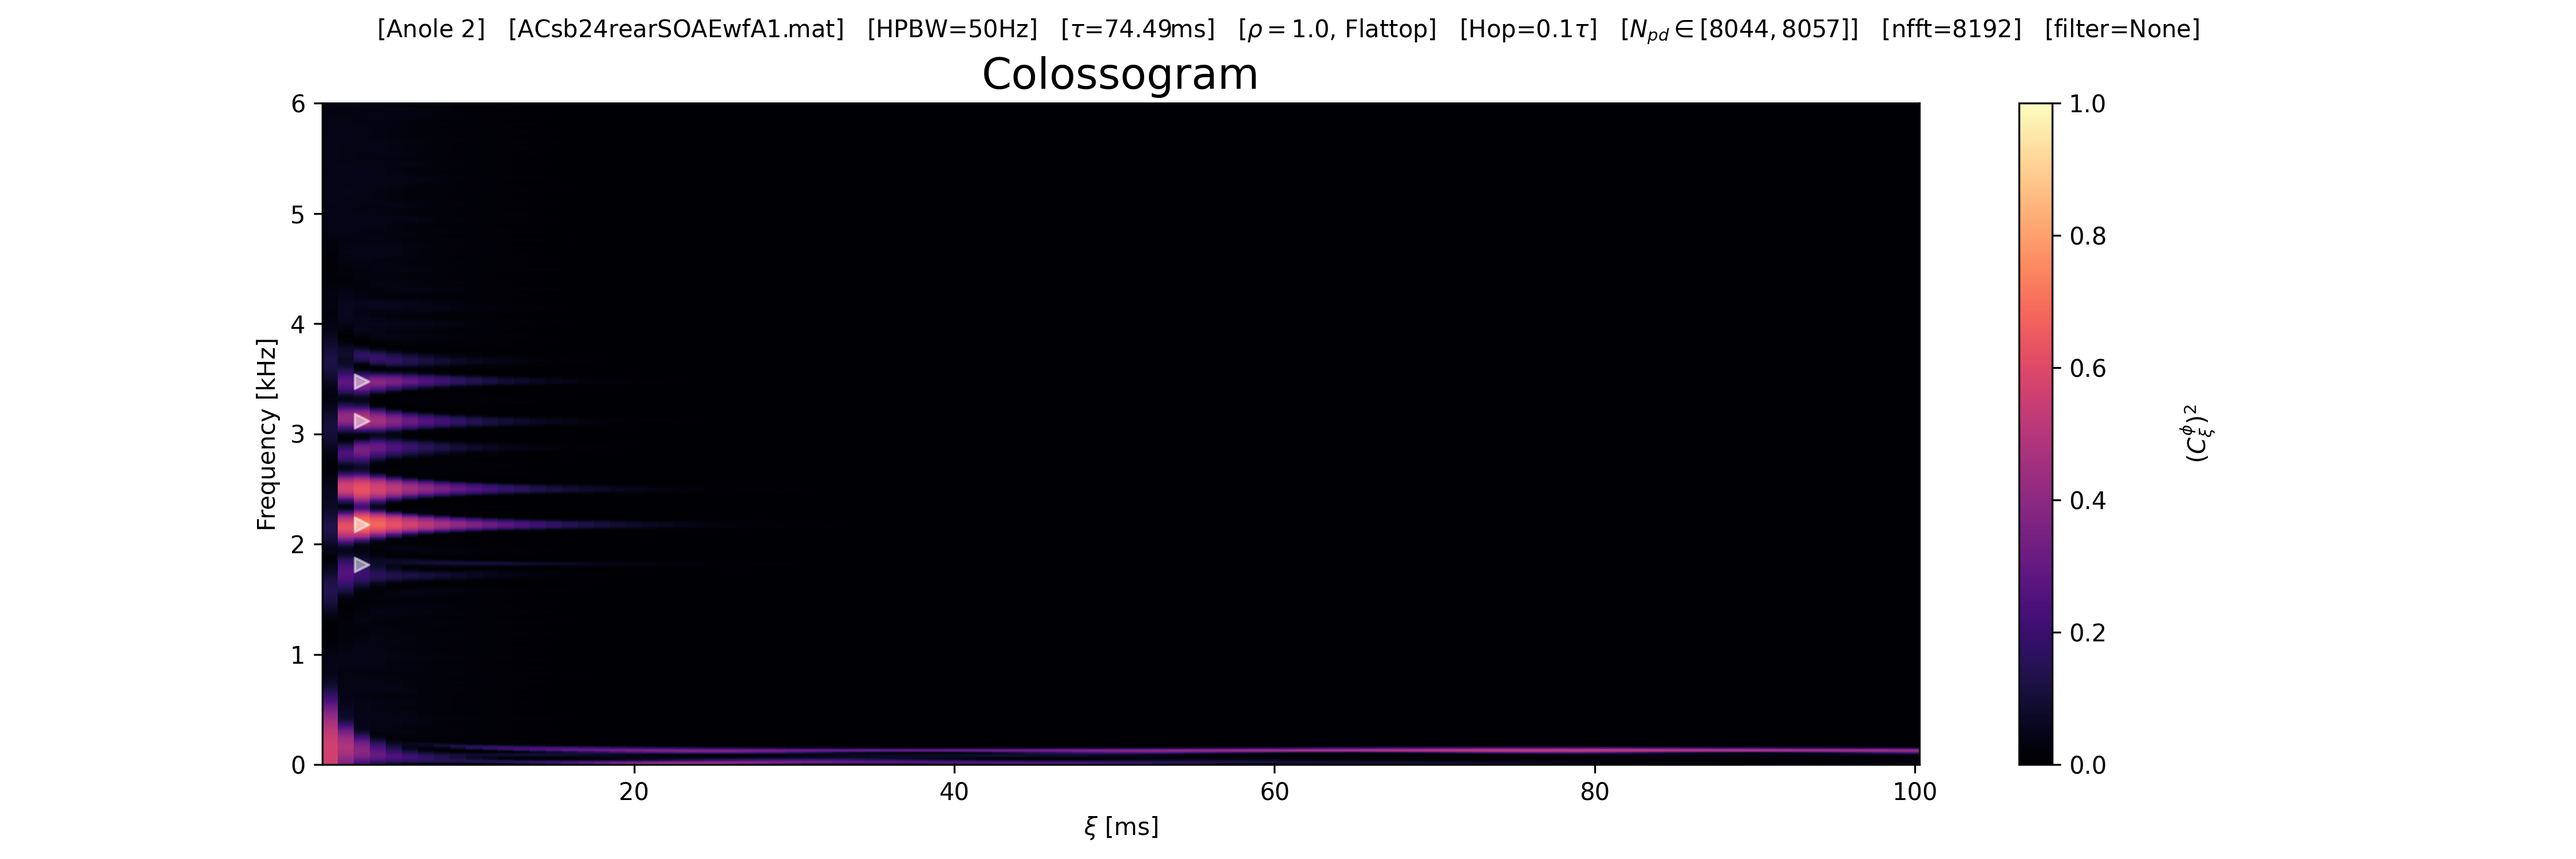 [Anole 2] [ACsb24rearSOAEwfA1.mat] [HPBW=50Hz] [τ=74.49ms] [ρ = 1.0, Flattop] [Hop=0.1τ] [N_pd ∈ [8044, 8057]] [nfft=8192] [filter=None]
Colossogram
6
5
4
3
2
1
0
Frequency [kHz]
20 40 60 80 100
ξ [ms]
1.0
0.8
0.6
0.4
0.2
0.0
(C_ξ^ϕ)^2